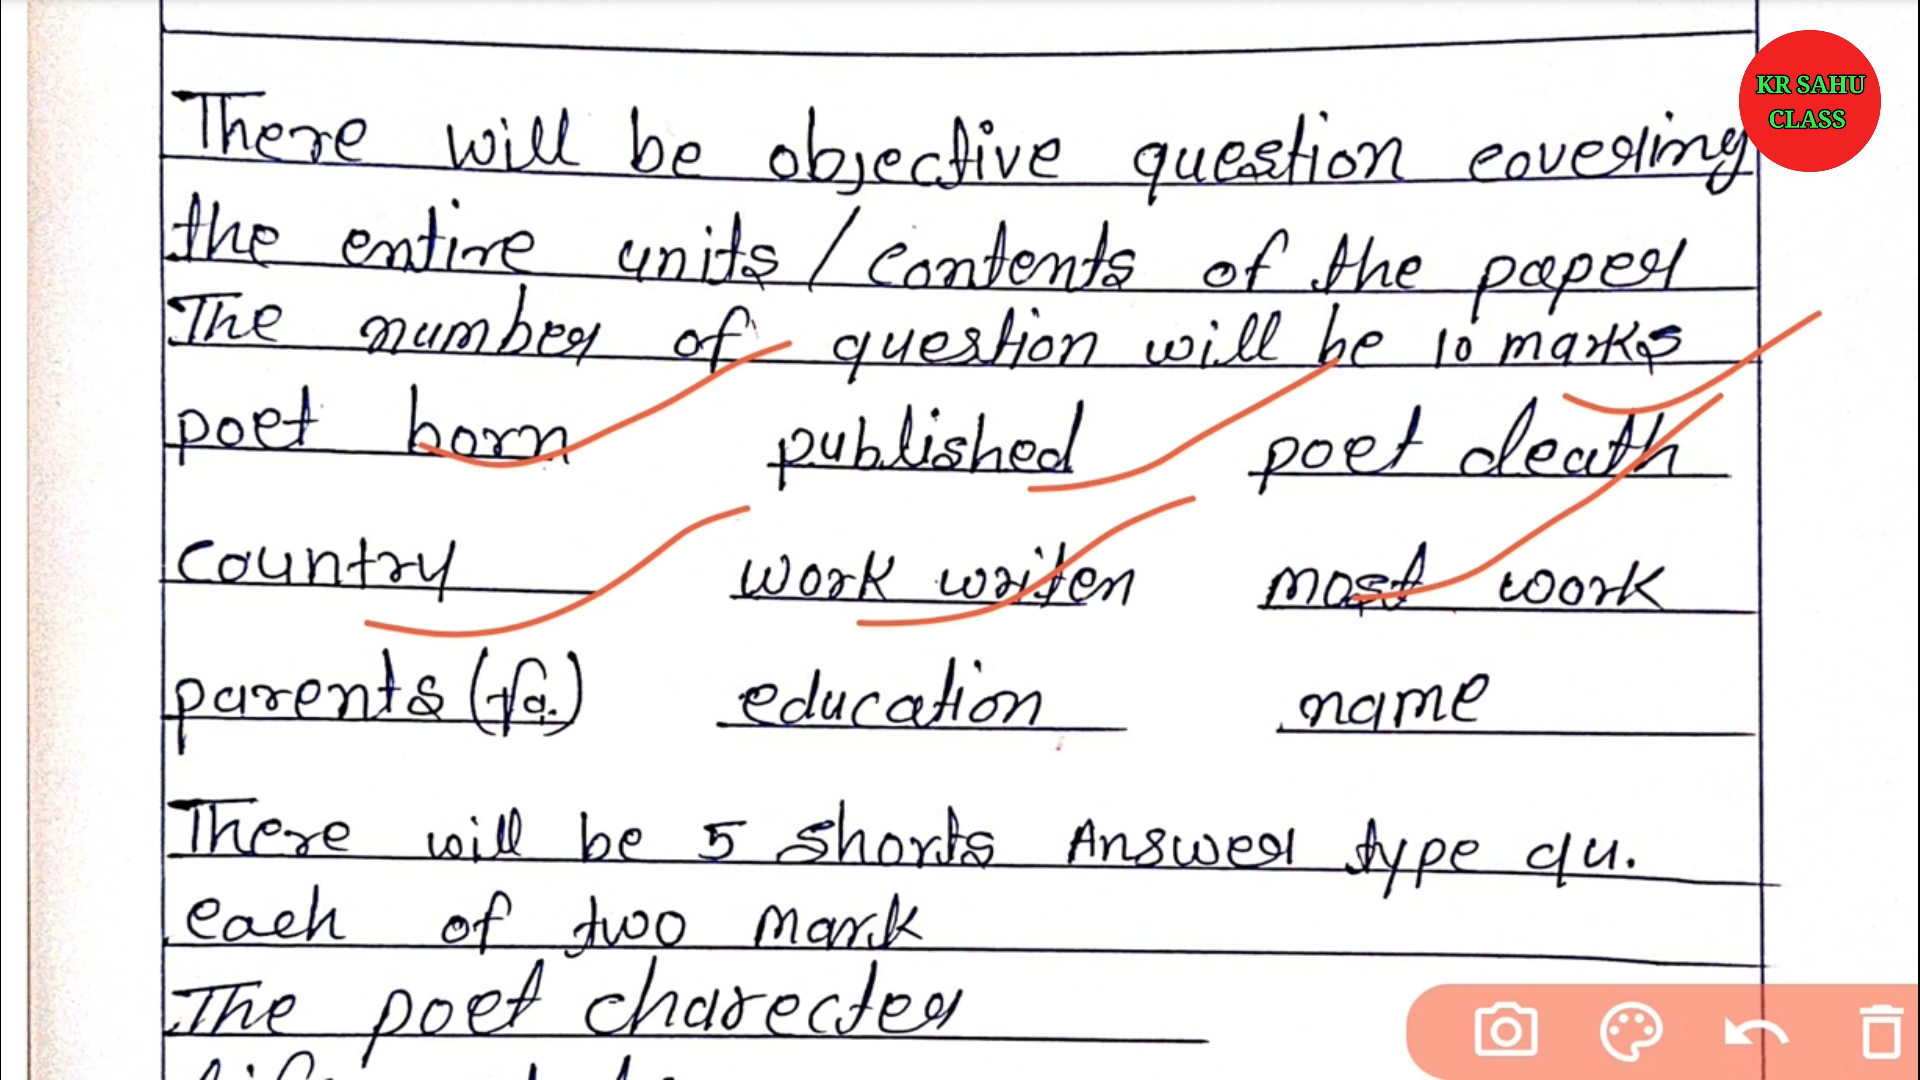 KR SAHU
CLASS
There will be objective question covering
the entire units / contents of the paper
The number of question will be 10 marks
poet born published poet death
country work writen most work
parents (fa.) education name
There will be 5 shorts Answer type qu.
each of two mark
The poet charecter